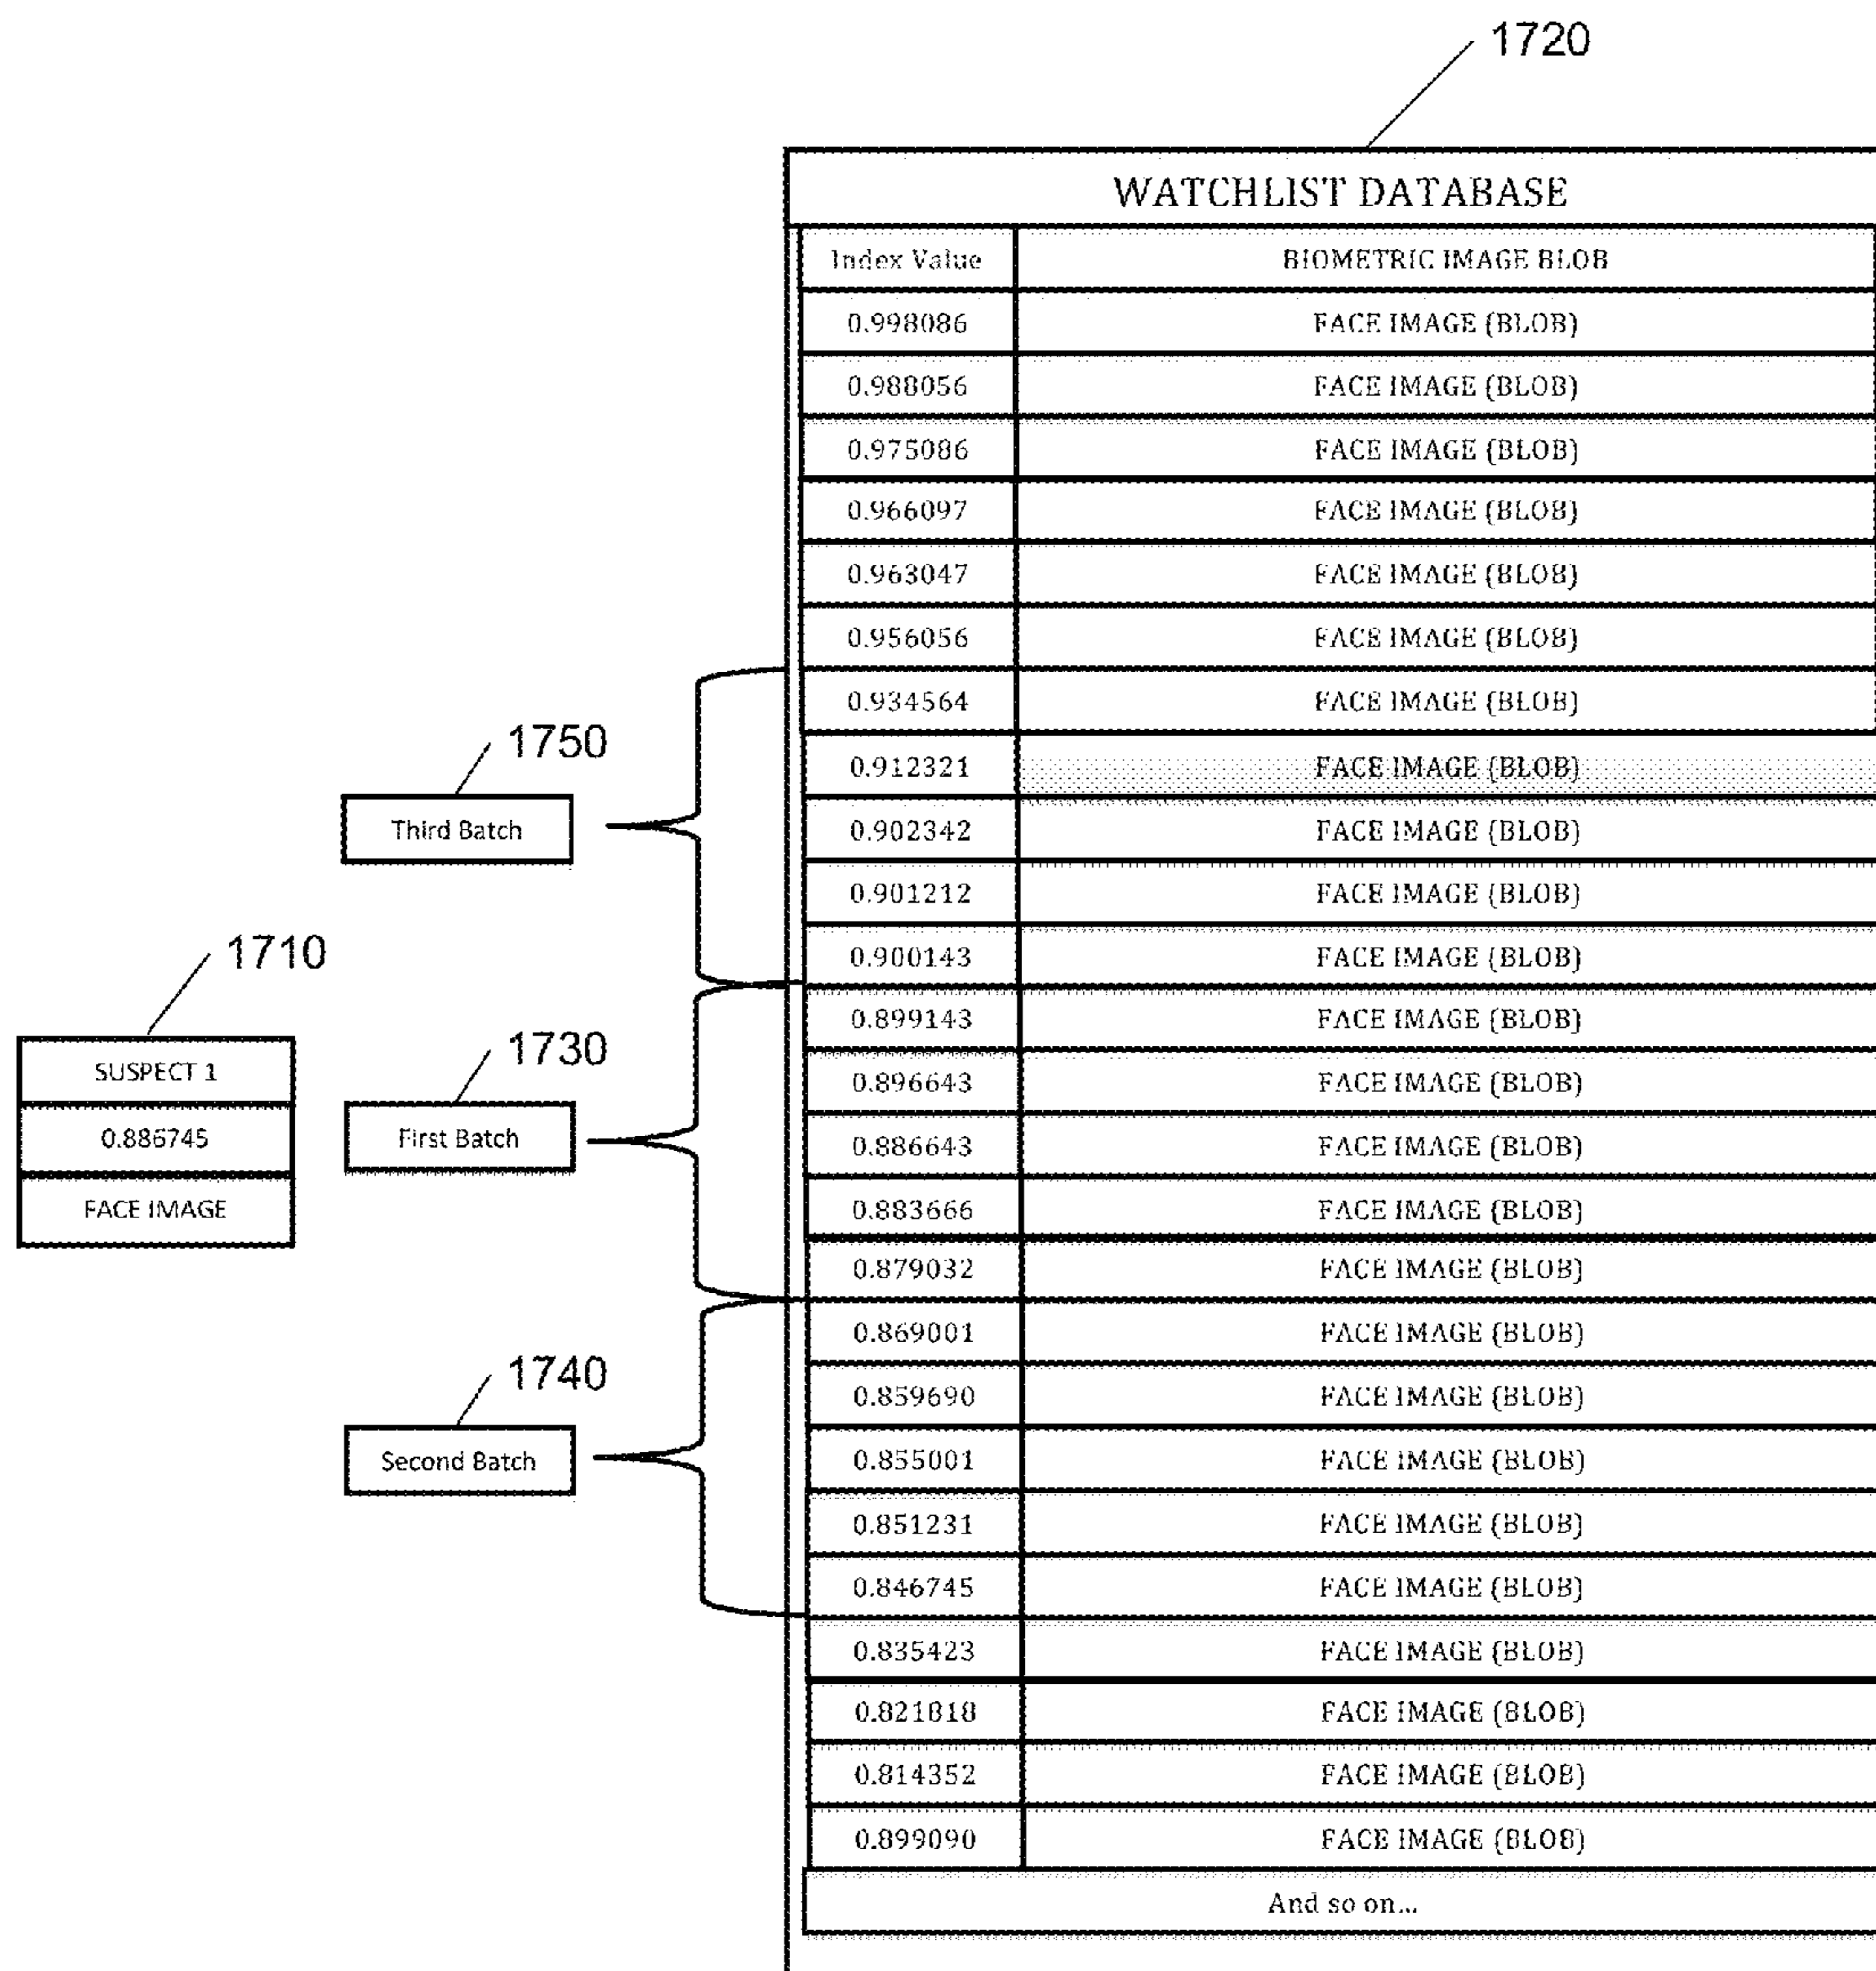 1720
WATCHLIST DATABASE
Index Value BIOMETRIC IMAGE BLOB
0.998086 FACE IMAGE (BLOB)
0.988056 FACE IMAGE (BLOB)
0.975086 FACE IMAGE (BLOB)
0.966097 FACE IMAGE (BLOB)
0.963047 FACE IMAGE (BLOB)
0.956056 FACE IMAGE (BLOB)
0.934564 FACE IMAGE (BLOB)
0.912321 FACE IMAGE (BLOB)
0.902342 FACE IMAGE (BLOB)
0.901212 FACE IMAGE (BLOB)
0.900143 FACE IMAGE (BLOB)
0.899143 FACE IMAGE (BLOB)
0.896643 FACE IMAGE (BLOB)
0.886643 FACE IMAGE (BLOB)
0.883666 FACE IMAGE (BLOB)
0.879032 FACE IMAGE (BLOB)
0.869001 FACE IMAGE (BLOB)
0.859690 FACE IMAGE (BLOB)
0.855001 FACE IMAGE (BLOB)
0.851231 FACE IMAGE (BLOB)
0.846745 FACE IMAGE (BLOB)
0.835423 FACE IMAGE (BLOB)
0.821818 FACE IMAGE (BLOB)
0.814352 FACE IMAGE (BLOB)
0.899090 FACE IMAGE (BLOB)
And so on...
1750
Third Batch
1710
SUSPECT 1
0.886745
FACE IMAGE
1730
First Batch
1740
Second Batch